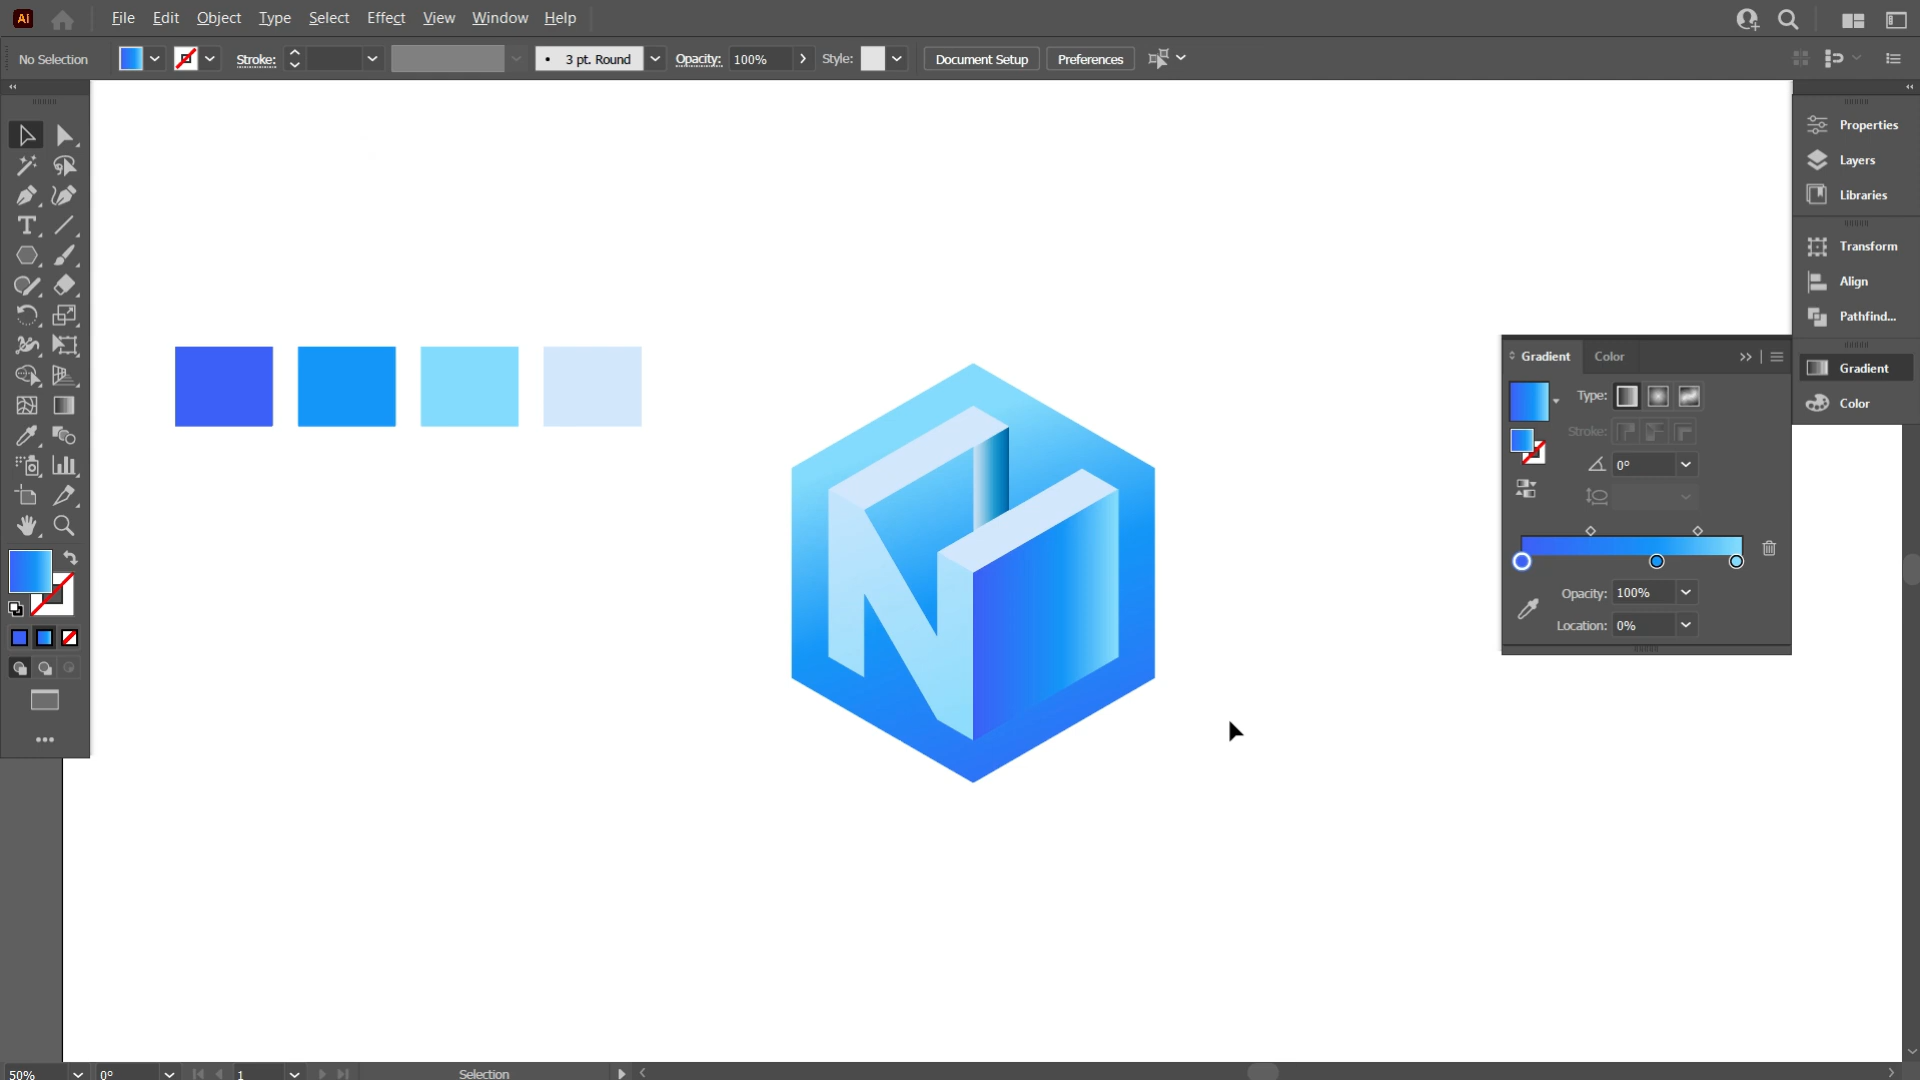 Ai File Edit Object Type Select Effect View Window Help
No Selection Stroke: 3 pt. Round Opacity: 100% Style: Document Setup Preferences
Properties
Layers
Libraries
Transform
Align
Pathfind...
Gradient
Color
Gradient Color
Type:
Stroke:
0°
Opacity: 100%
Location: 0%
N
50% 0° 1 Selection